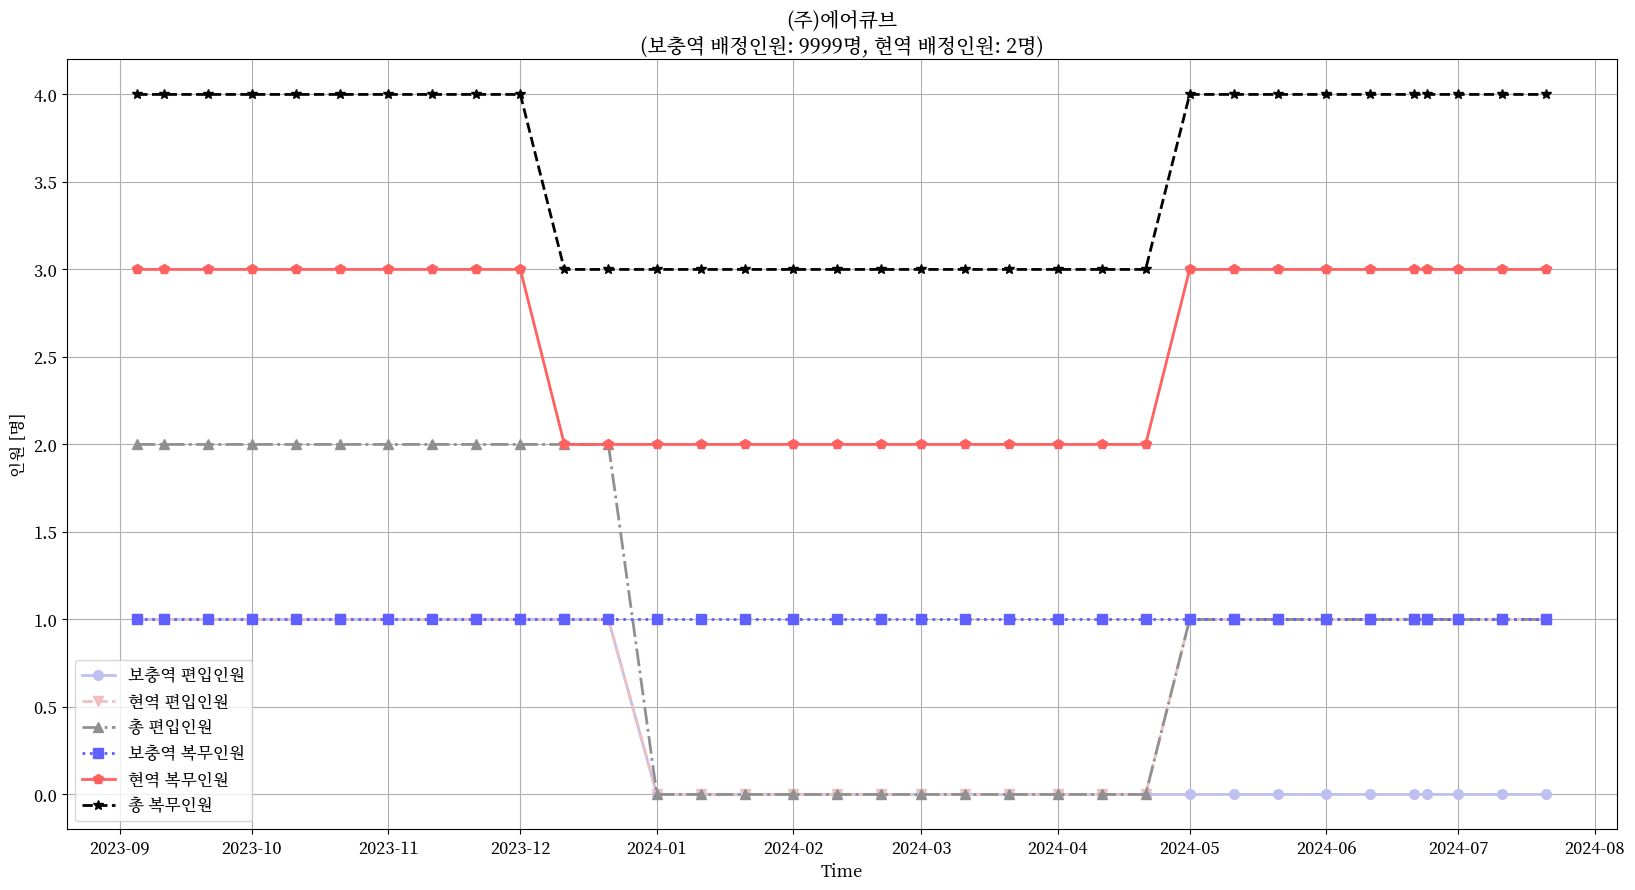 (주)에어큐브
(보충역 배정인원: 9999명, 현역 배정인원: 2명)
인원 [명]
4.0
3.5
3.0
2.5
2.0
1.5
1.0
0.5
0.0
보충역 편입인원
현역 편입인원
총 편입인원
보충역 복무인원
현역 복무인원
총 복무인원
2023-09 2023-10 2023-11 2023-12 2024-01 2024-02 2024-03 2024-04 2024-05 2024-06 2024-07 2024-08
Time